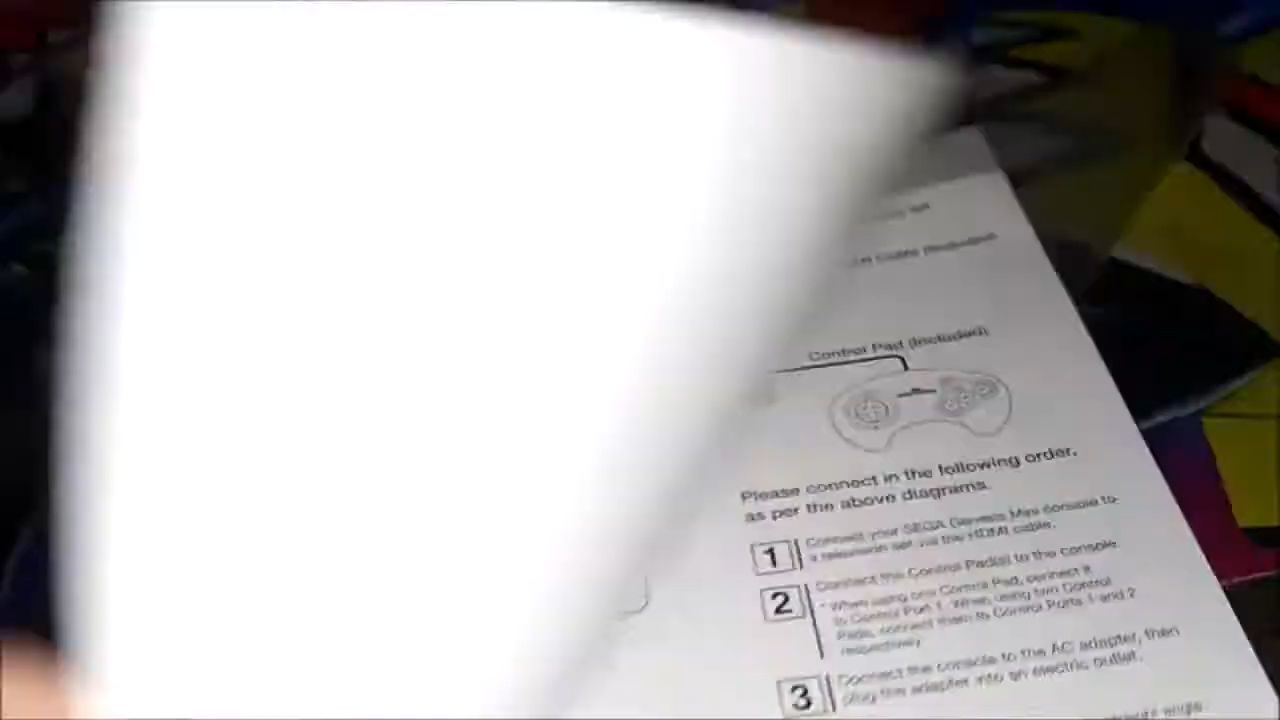 Cable (Included)
Control Pad (Included)
Please connect in the following order,
as per the above diagrams.
1 Connect your SEGA Genesis Mini console to
a television set via the HDMI cable.
2 Connect the Control Pad(s) to the console.
* When using one Control Pad, connect it
to Control Port 1. When using two Control
Pads, connect them to Control Ports 1 and 2
respectively.
3 Connect the console to the AC adapter, then
plug the adapter into an electric outlet.
angle